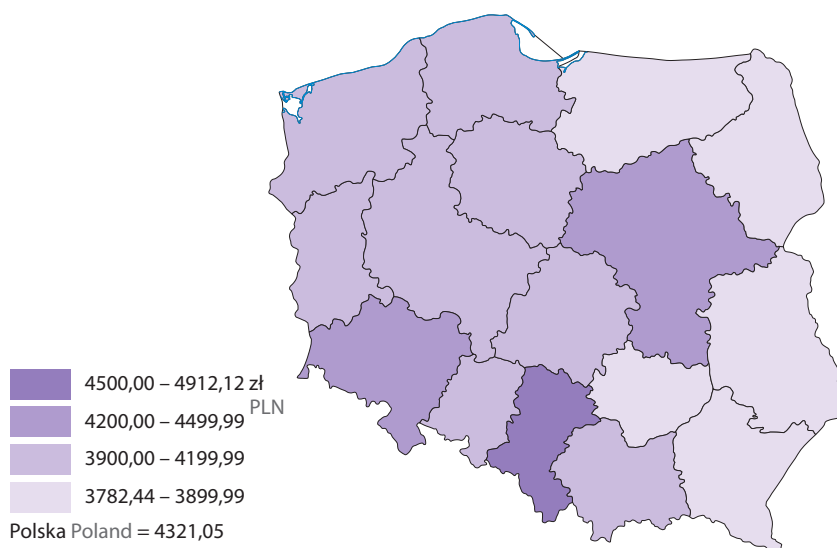 4500,00 – 4912,12 zł
PLN
4200,00 – 4499,99
3900,00 – 4199,99
3782,44 – 3899,99
Polska Poland = 4321,05